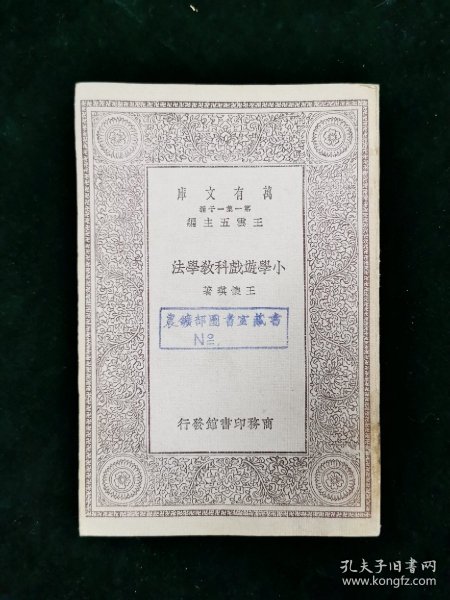 萬有文庫
第一集一千種
王雲五主編
小學遊戲科教學法
王懷琪著
農鑛部圖書室藏書
№
商務印書館發行
孔夫子旧书网
www.kongfz.com